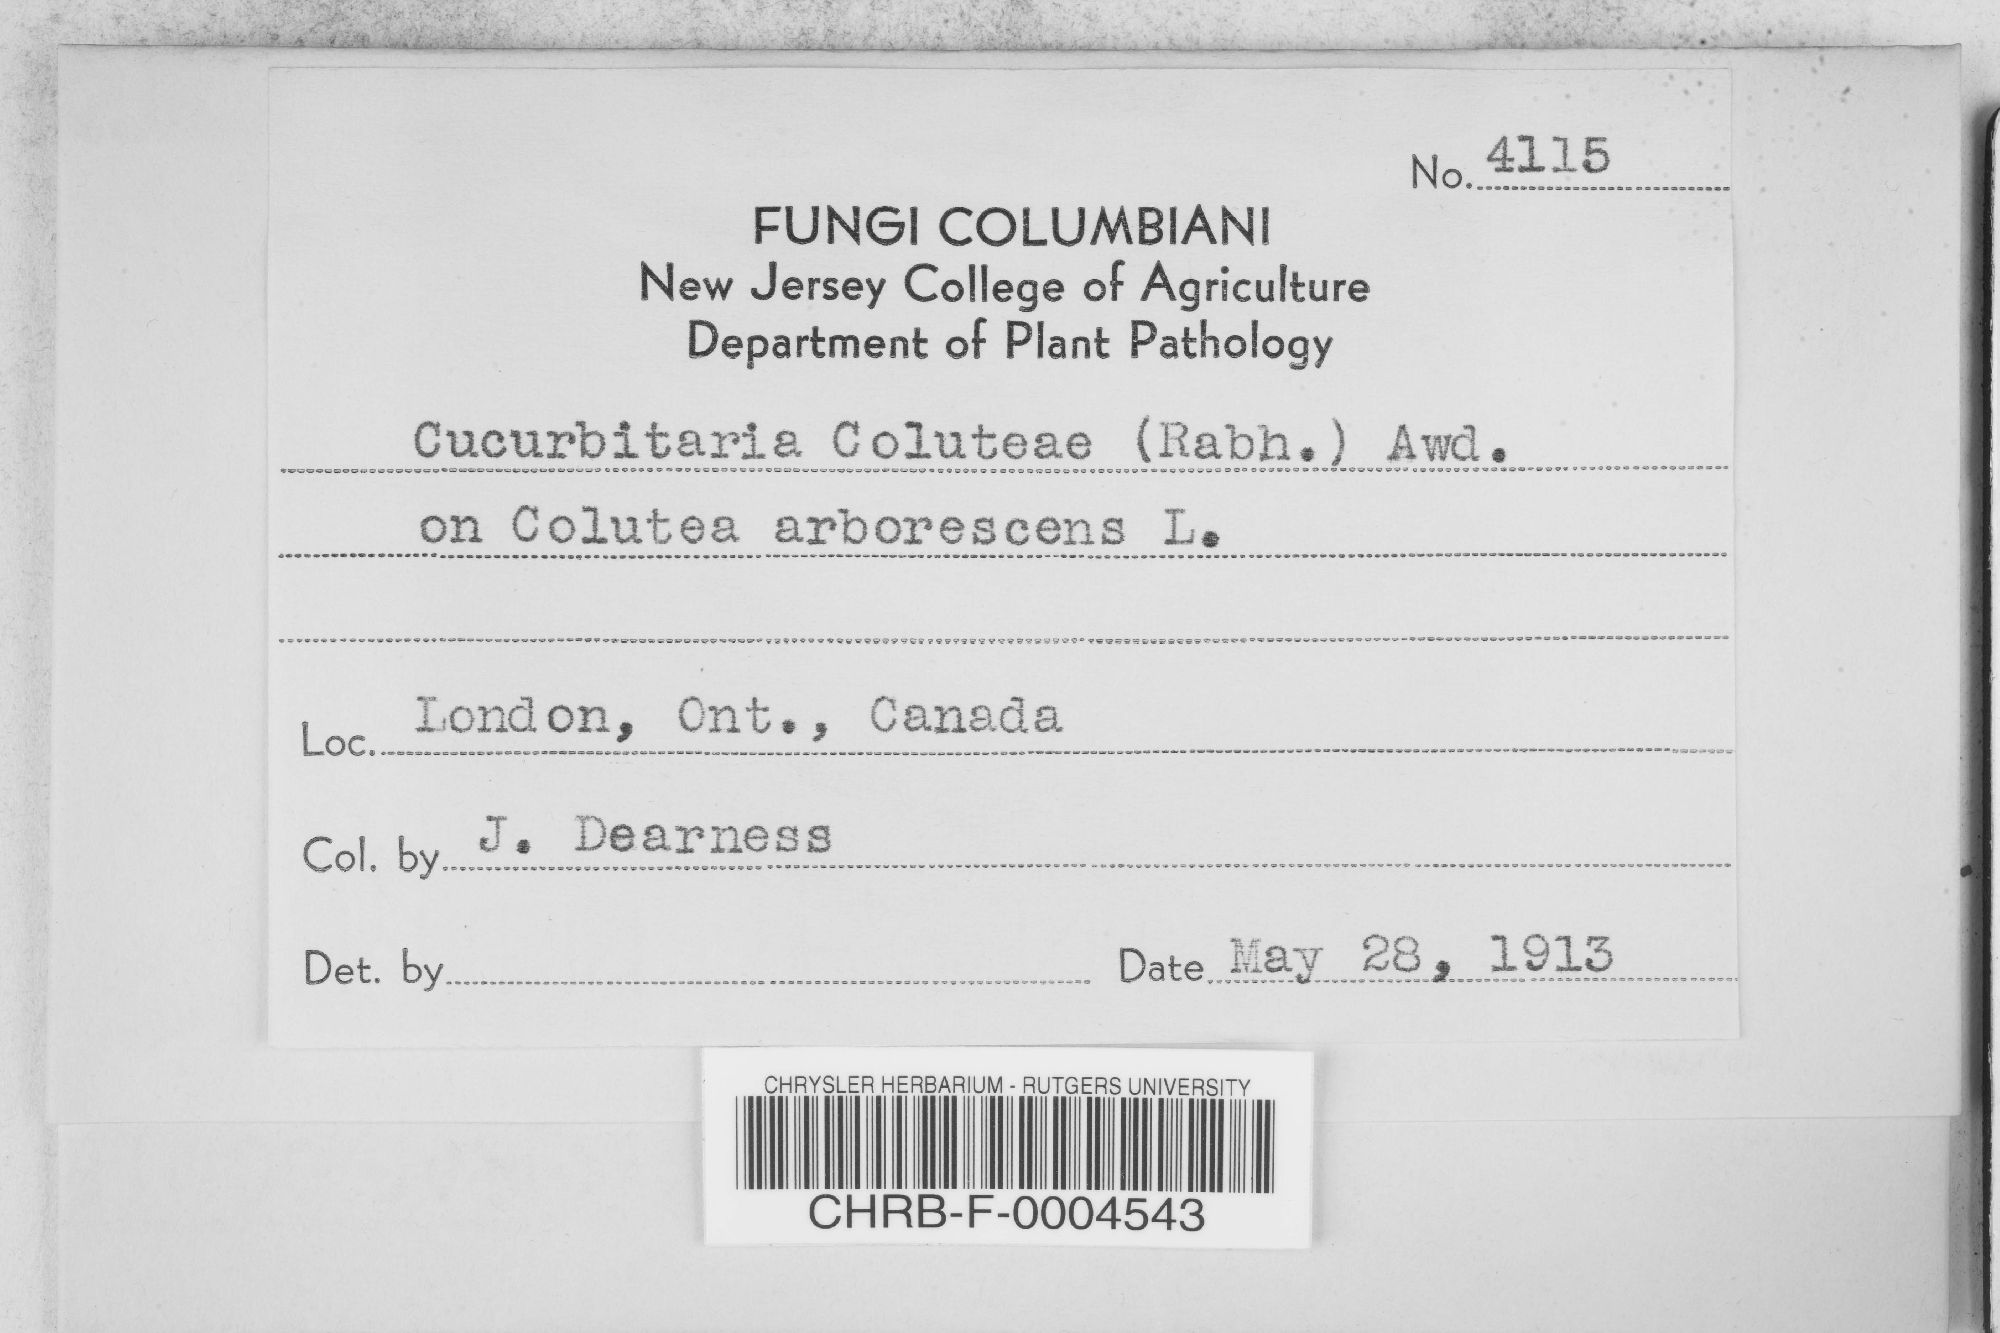 No. 4115
FUNGI COLUMBIANI
New Jersey College of Agriculture
Department of Plant Pathology
Cucurbitaria Coluteae (Rabh.) Awd.
on Colutea arborescens L.
Loc. London, Ont., Canada
Col. by J. Dearness
Det. by
Date May 28, 1913
CHRYSLER HERBARIUM - RUTGERS UNIVERSITY
CHRB-F-0004543